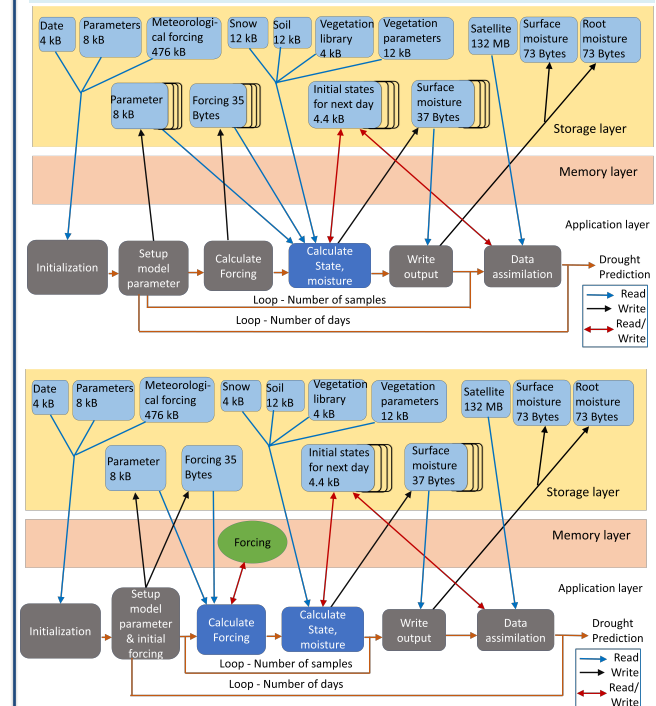 Date
4 kB
Parameters
8 kB
Meteorologi-
cal forcing
476 kB
Snow
12 kB
Soil
12 kB
Vegetation
library
4 kB
Vegetation
parameters
12 kB
Satellite
132 MB
Surface
moisture
73 Bytes
Root
moisture
73 Bytes
Parameter
8 kB
Forcing 35
Bytes
Initial states
for next day
4.4 kB
Surface
moisture
37 Bytes
Storage layer
Memory layer
Application layer
Initialization
Setup
model
parameter
Calculate
Forcing
Calculate
State,
moisture
Write
output
Data
assimilation
Drought
Prediction
Loop - Number of samples
Loop - Number of days
Read
Write
Read/
Write
Date
4 kB
Parameters
8 kB
Meteorologi-
cal forcing
476 kB
Snow
4 kB
Soil
12 kB
Vegetation
library
4 kB
Vegetation
parameters
12 kB
Satellite
132 MB
Surface
moisture
73 Bytes
Root
moisture
73 Bytes
Parameter
8 kB
Forcing 35
Bytes
Initial states
for next day
4.4 kB
Surface
moisture
37 Bytes
Storage layer
Forcing
Memory layer
Application layer
Initialization
Setup
model
parameter
& initial
forcing
Calculate
Forcing
Calculate
State,
moisture
Write
output
Data
assimilation
Drought
Prediction
Loop - Number of samples
Loop - Number of days
Read
Write
Read/
Write